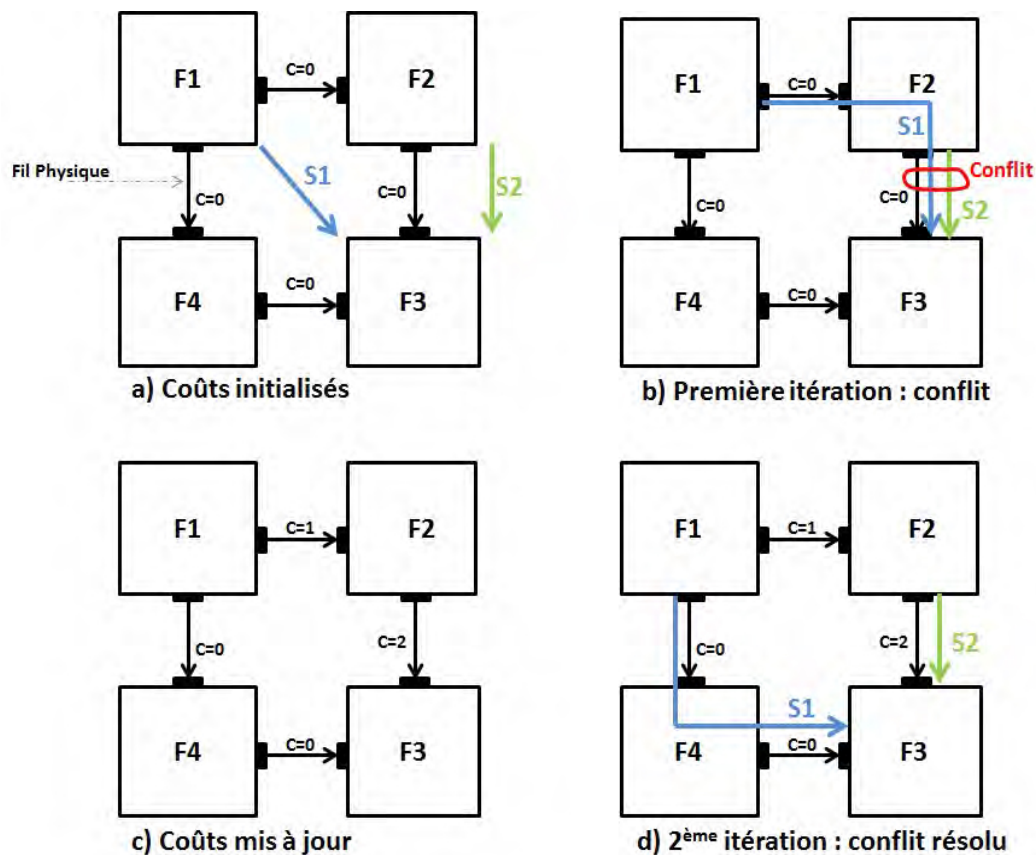 F1
C=0
F2
Fil Physique
C=0
S1
C=0
S2
F4
C=0
F3
a) Coûts initialisés
F1
C=0
F2
S1
Conflit
C=0
C=0
S2
F4
C=0
F3
b) Première itération : conflit
F1
C=1
F2
C=0
C=2
F4
C=0
F3
c) Coûts mis à jour
F1
C=1
F2
C=0
C=2
S2
F4
S1
C=0
F3
d) 2ème itération : conflit résolu